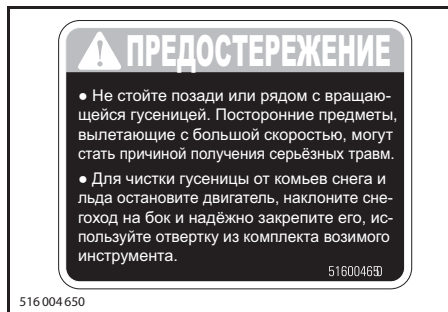 ПРЕДОСТЕРЕЖЕНИЕ
● Не стойте позади или рядом с вращаю-
щейся гусеницей. Посторонние предметы,
вылетающие с большой скоростью, могут
стать причиной получения серьёзных травм.
● Для чистки гусеницы от комьев снега и
льда остановите двигатель, наклоните сне-
гоход на бок и надёжно закрепите его, ис-
пользуйте отвертку из комплекта возимого
инструмента.
516004650
516 004 650